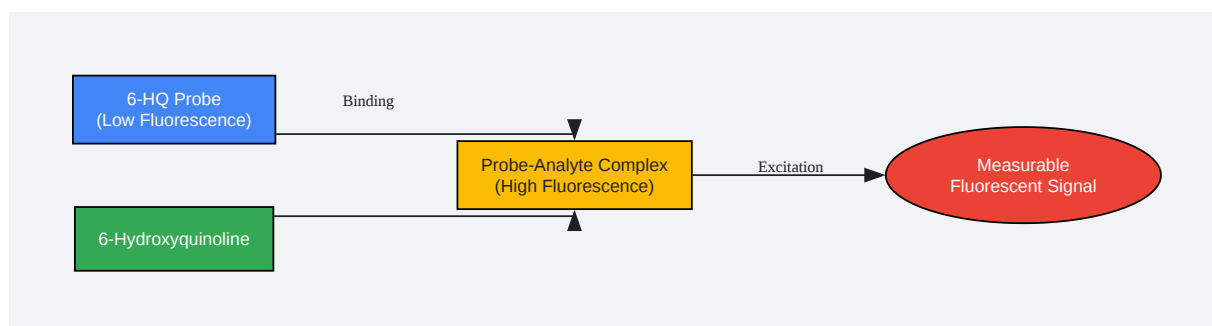 6-HQ Probe
(Low Fluorescence)
Binding
Probe-Analyte Complex
(High Fluorescence)
Excitation
Measurable
Fluorescent Signal
6-Hydroxyquinoline